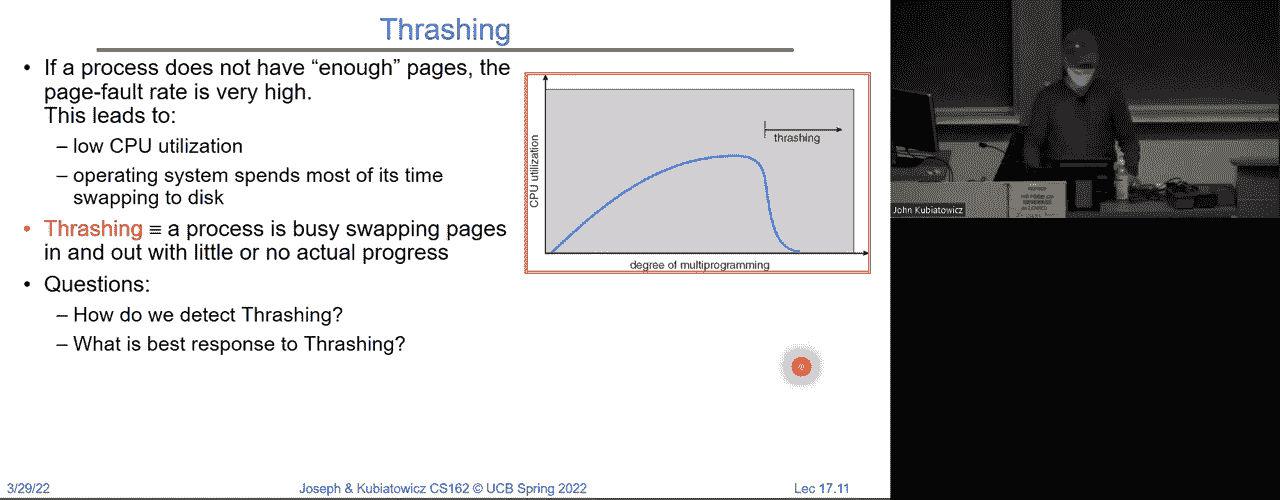 Thrashing
• If a process does not have “enough” pages, the
page-fault rate is very high.
This leads to:
– low CPU utilization
– operating system spends most of its time
swapping to disk
• Thrashing ≡ a process is busy swapping pages
in and out with little or no actual progress
• Questions:
– How do we detect Thrashing?
– What is best response to Thrashing?
thrashing
CPU utilization
degree of multiprogramming
3/29/22
Joseph & Kubiatowicz CS162 © UCB Spring 2022
Lec 17.11
John Kubiatowicz